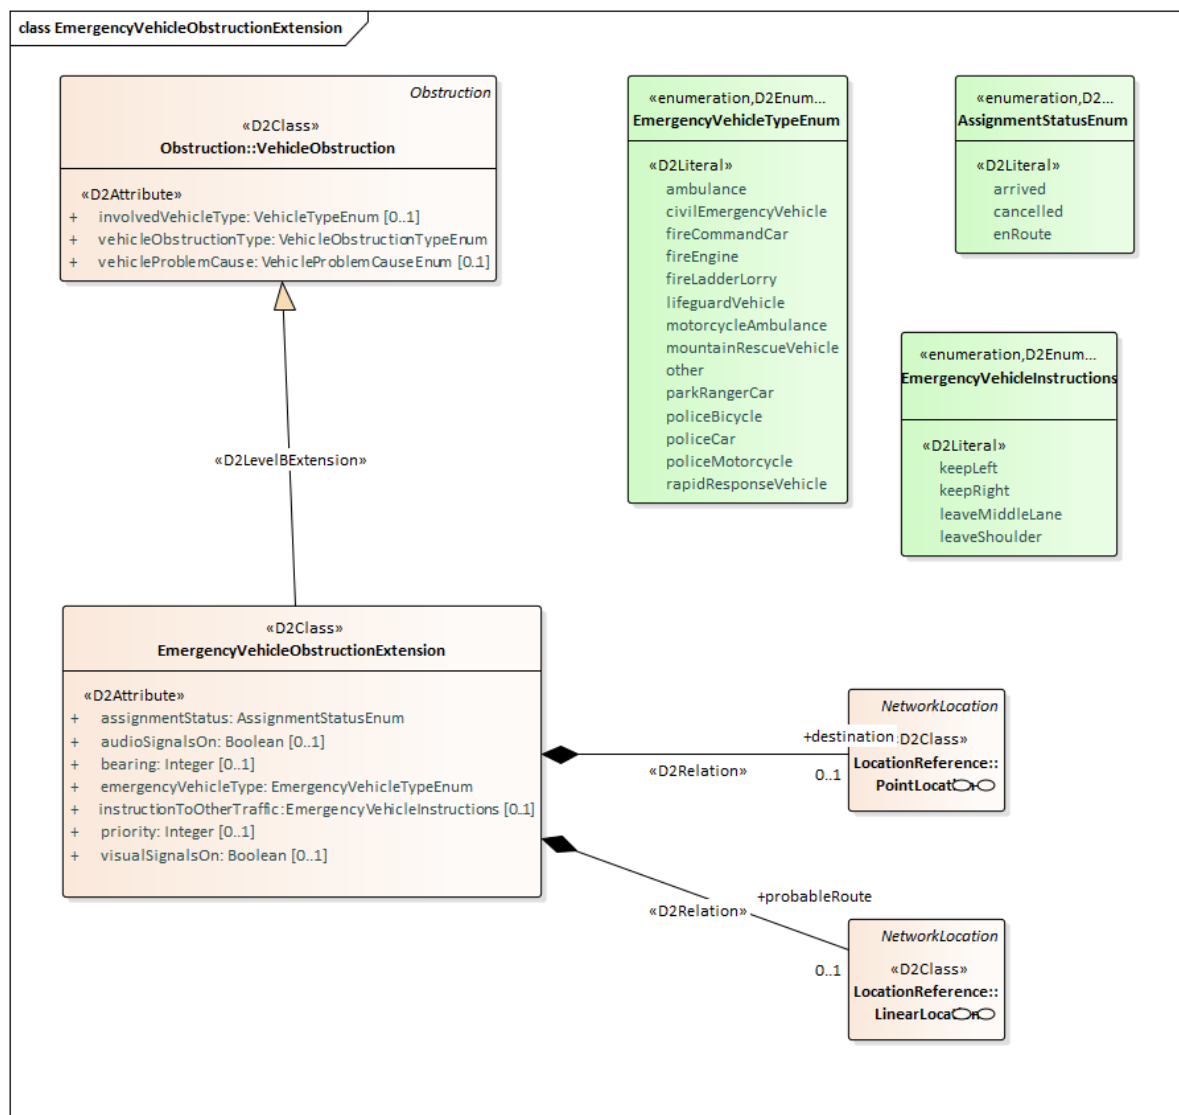 class EmergencyVehicleObstructionExtension
Obstruction
«D2Class»
Obstruction::VehicleObstruction
«D2Attribute»
+ involvedVehicleType: VehicleTypeEnum [0..1]
+ vehicleObstructionType: VehicleObstructionTypeEnum
+ vehicleProblemCause: VehicleProblemCauseEnum [0..1]
«enumeration,D2Enum...
EmergencyVehicleTypeEnum
«D2Literal»
ambulance
civilEmergencyVehicle
fireCommandCar
fireEngine
fireLadderLorry
lifeguardVehicle
motorcycleAmbulance
mountainRescueVehicle
other
parkRangerCar
policeBicycle
policeCar
policeMotorcycle
rapidResponseVehicle
«enumeration,D2...
AssignmentStatusEnum
«D2Literal»
arrived
cancelled
enRoute
«enumeration,D2Enum...
EmergencyVehicleInstructions
«D2Literal»
keepLeft
keepRight
leaveMiddleLane
leaveShoulder
«D2LevelBExtension»
«D2Class»
EmergencyVehicleObstructionExtension
«D2Attribute»
+ assignmentStatus: AssignmentStatusEnum
+ audioSignalsOn: Boolean [0..1]
+ bearing: Integer [0..1]
+ emergencyVehicleType: EmergencyVehicleTypeEnum
+ instructionToOtherTraffic: EmergencyVehicleInstructions [0..1]
+ priority: Integer [0..1]
+ visualSignalsOn: Boolean [0..1]
+destination
«D2Relation»
0..1
NetworkLocation
«D2Class»
LocationReference::
PointLocation
+probableRoute
«D2Relation»
0..1
NetworkLocation
«D2Class»
LocationReference::
LinearLocation